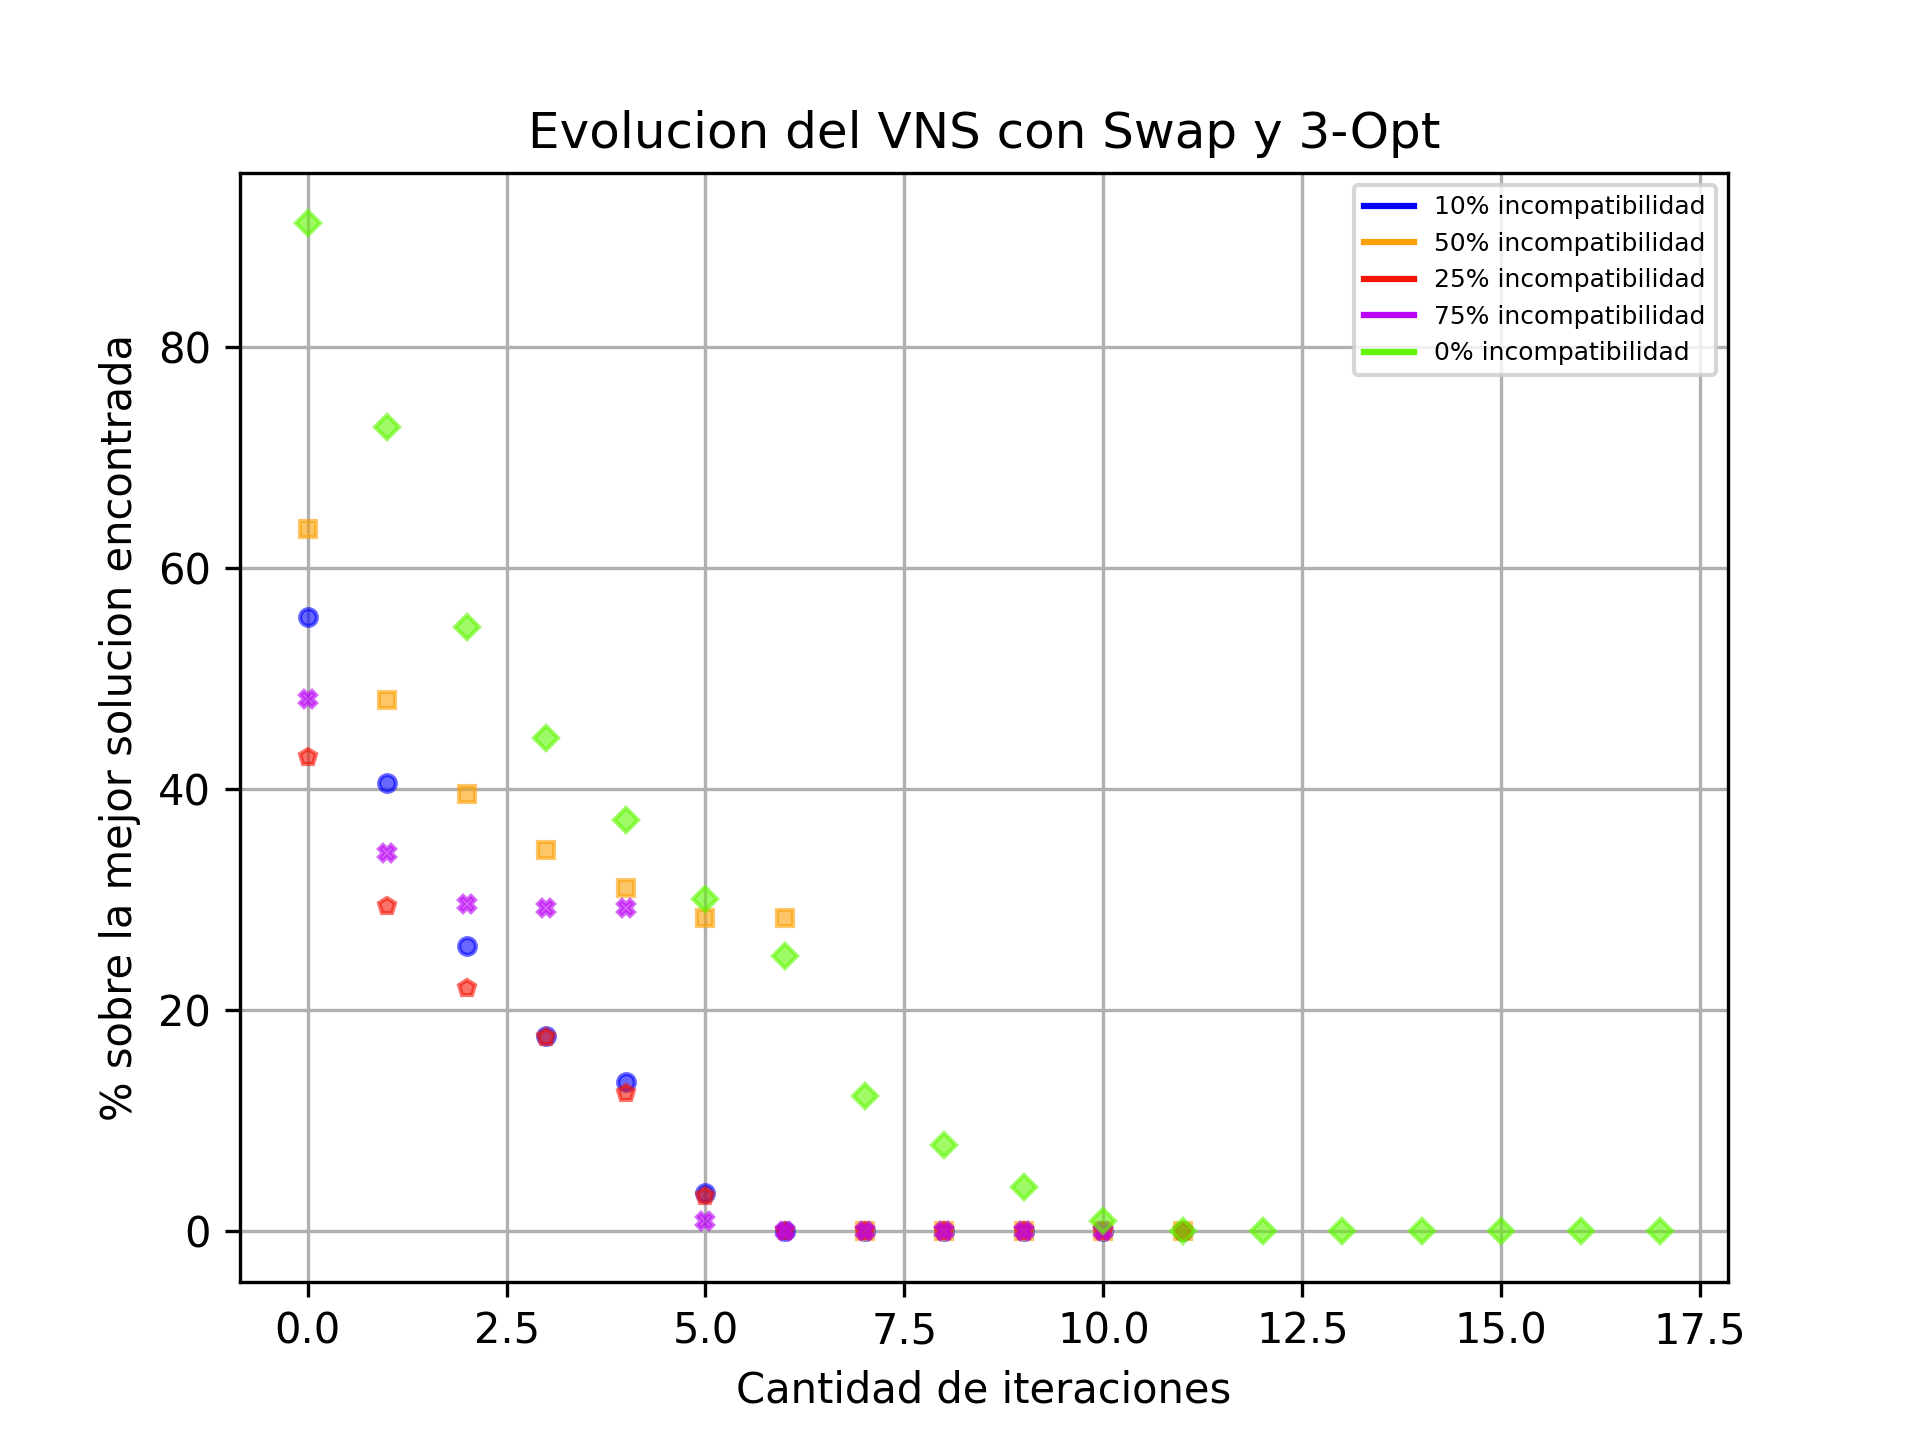 Evolucion del VNS con Swap y 3-Opt
10% incompatibilidad
50% incompatibilidad
25% incompatibilidad
75% incompatibilidad
0% incompatibilidad
% sobre la mejor solucion encontrada
80
60
40
20
0
0.0 2.5 5.0 7.5 10.0 12.5 15.0 17.5
Cantidad de iteraciones